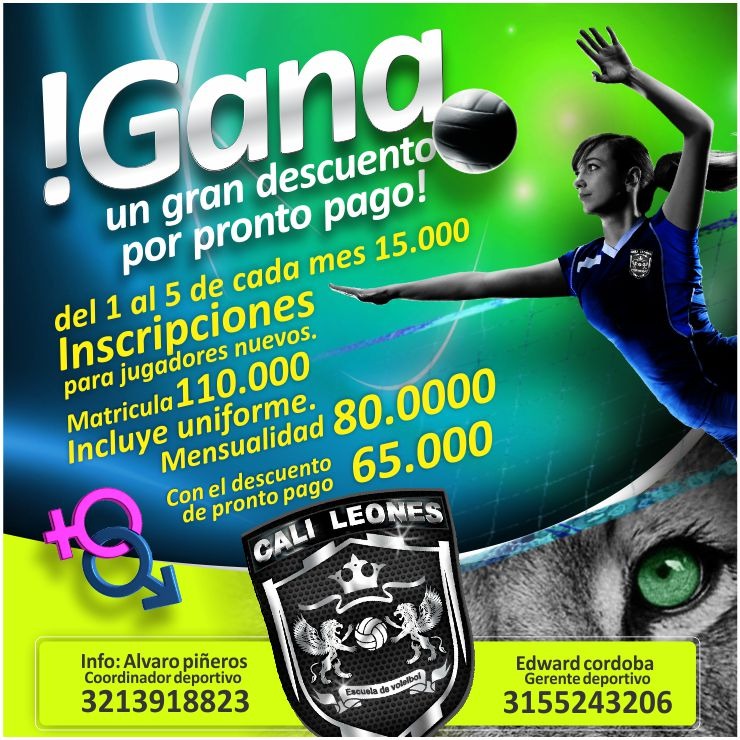 !Gana
un gran descuento
por pronto pago!
del 1 al 5 de cada mes 15.000
Inscripciones
para jugadores nuevos.
Matricula 110.000
Incluye uniforme.
Mensualidad 80.0000
Con el descuento
de pronto pago 65.000
CALI LEONES
CALI LEONES
Escuela de voleibol
Info: Alvaro piñeros
Coordinador deportivo
3213918823
Edward cordoba
Gerente deportivo
3155243206